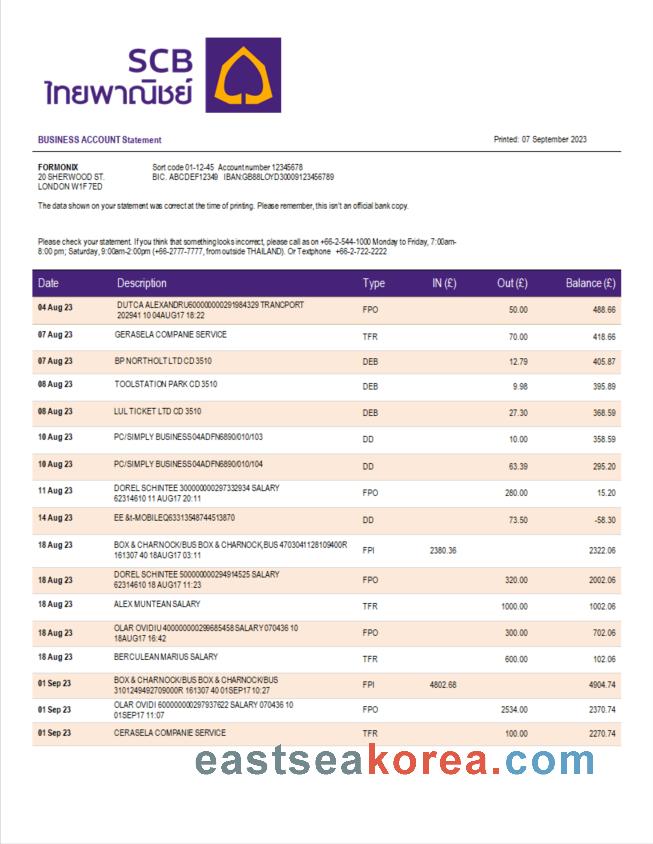 SCB
ไทยพาณิชย์
BUSINESS ACCOUNT Statement Printed: 07 September 2023
FORMONIX Sort code 01-12-45 Account number 12345678
20 SHERWOOD ST. BIC. ABCDEF12349 IBAN:GB88LOYD30009123456789
LONDON W1F 7ED
The data shown on your statement was correct at the time of printing. Please remember, this isn't an official bank copy.
Please check your statement. If you think that something looks incorrect, please call as on +66-2-544-1000 Monday to Friday, 7:00am-
8:00 pm; Saturday, 9:00am-2:00pm (+66-2777-7777, from outside THAILAND). Or Textphone +66-2-722-2222
Date Description Type IN (£) Out (£) Balance (£)
04 Aug 23 DUTCA ALEXANDRU600000000291984329 TRANCPORT
202941 10 04AUG17 18:22 FPO 50.00 488.66
07 Aug 23 GERASELA COMPANIE SERVICE TFR 70.00 418.66
07 Aug 23 BP NORTHOLT LTD CD 3510 DEB 12.79 405.87
08 Aug 23 TOOLSTATION PARK CD 3510 DEB 9.98 395.89
08 Aug 23 LUL TICKET LTD CD 3510 DEB 27.30 368.59
10 Aug 23 PC/SIMPLY BUSINESS04ADFN6890/010/103 DD 10.00 358.59
10 Aug 23 PC/SIMPLY BUSINESS04ADFN6890/010/104 DD 63.39 295.20
11 Aug 23 DOREL SCHINTEE 300000000297332934 SALARY
62314610 11 AUG17 20:11 FPO 280.00 15.20
14 Aug 23 EE &t-MOBILEQ63313548744513870 DD 73.50 -58.30
18 Aug 23 BOX & CHARNOCK/BUS BOX & CHARNOCK,BUS 4703041128109400R
161307 40 18AUG17 03:11 FPI 2380.36 2322.06
18 Aug 23 DOREL SCHINTEE 500000000294914525 SALARY
62314610 18 AUG17 11:23 FPO 320.00 2002.06
18 Aug 23 ALEX MUNTEAN SALARY TFR 1000.00 1002.06
18 Aug 23 OLAR OVIDIU 400000000299685458 SALARY 070436 10
18AUG17 16:42 FPO 300.00 702.06
18 Aug 23 BERCULEAN MARIUS SALARY TFR 600.00 102.06
01 Sep 23 BOX & CHARNOCK/BUS BOX & CHARNOCK/BUS
3101249492709000R 161307 40 01SEP17 10:27 FPI 4802.68 4904.74
01 Sep 23 OLAR OVIDI 600000000297937622 SALARY 070436 10
01SEP17 11:07 FPO 2534.00 2370.74
01 Sep 23 CERASELA COMPANIE SERVICE TFR 100.00 2270.74
eastseakorea.com